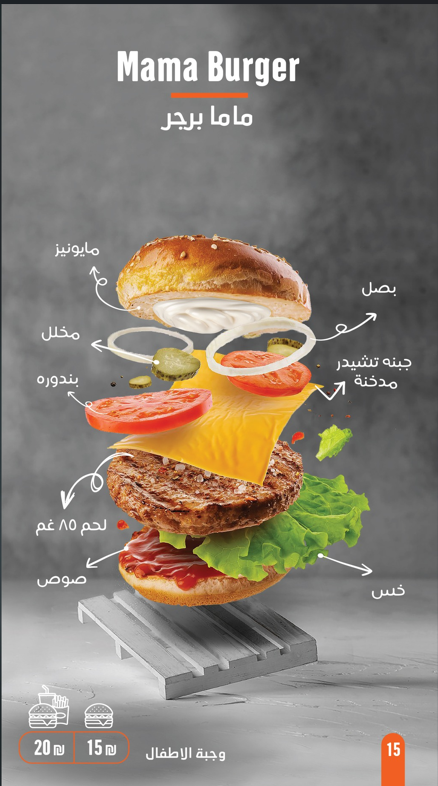 Mama Burger
ماما برجر
مايونيز
بصل
مخلل
جبنه تشيدر
مدخنة
بندوره
لحم ٨٥ غم
صوص
خس
20 ₪
15 ₪
وجبة الاطفال
15